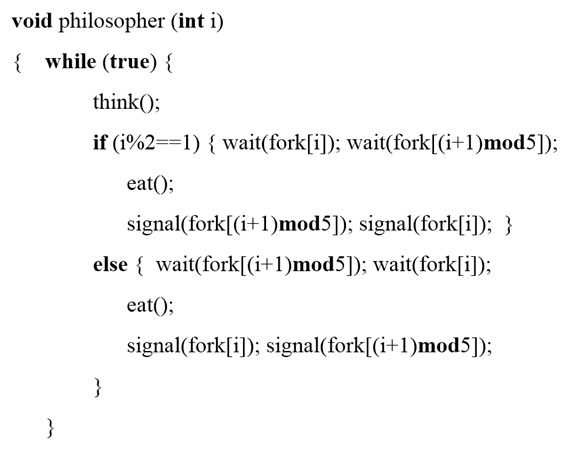 void philosopher (int i)
{ while (true) {
think();
if (i%2==1) { wait(fork[i]); wait(fork[(i+1)mod5]);
eat();
signal(fork[(i+1)mod5]); signal(fork[i]); }
else { wait(fork[(i+1)mod5]); wait(fork[i]);
eat();
signal(fork[i]); signal(fork[(i+1)mod5]);
}
}